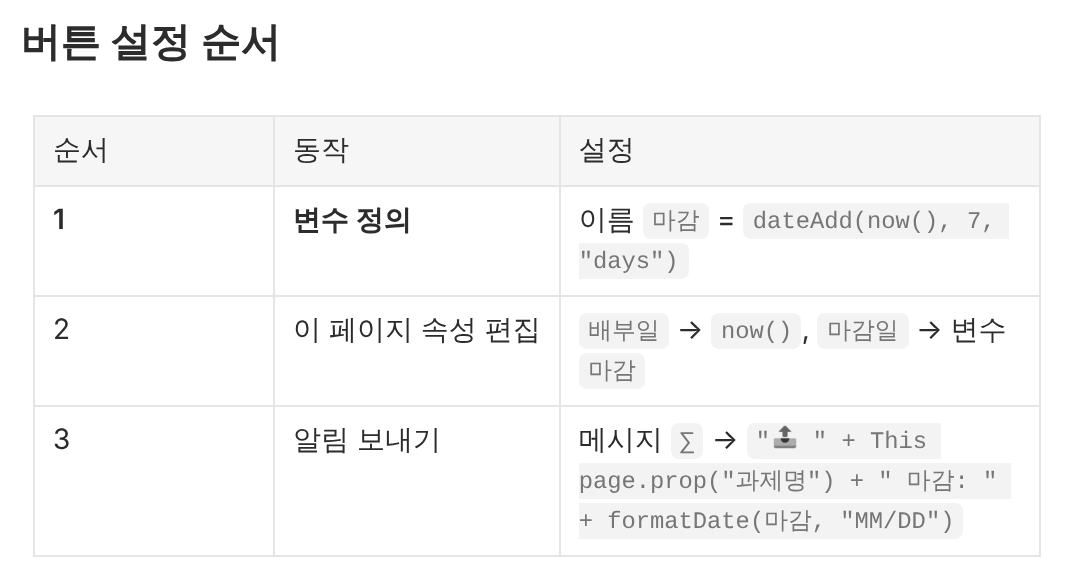 버튼 설정 순서
순서 동작 설정
1 변수 정의 이름 마감 = dateAdd(now(), 7,
"days")
2 이 페이지 속성 편집 배부일 → now(), 마감일 → 변수
마감
3 알림 보내기 메시지 ∑ → "📤 " + This
page.prop("과제명") + " 마감: "
+ formatDate(마감, "MM/DD")